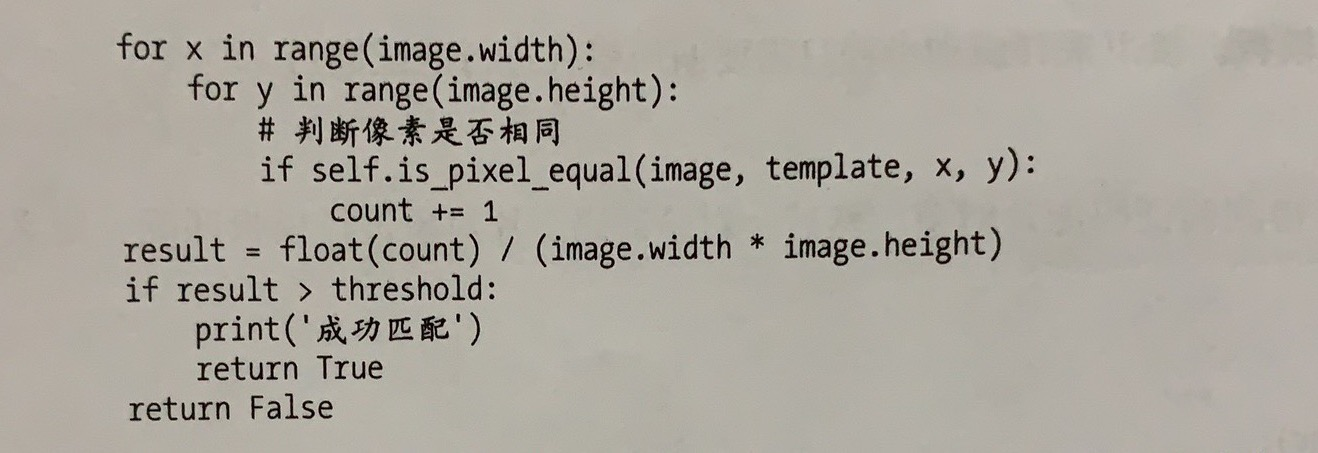 for x in range(image.width):
    for y in range(image.height):
        # 判断像素是否相同
        if self.is_pixel_equal(image, template, x, y):
            count += 1
result = float(count) / (image.width * image.height)
if result > threshold:
    print('成功匹配')
    return True
return False